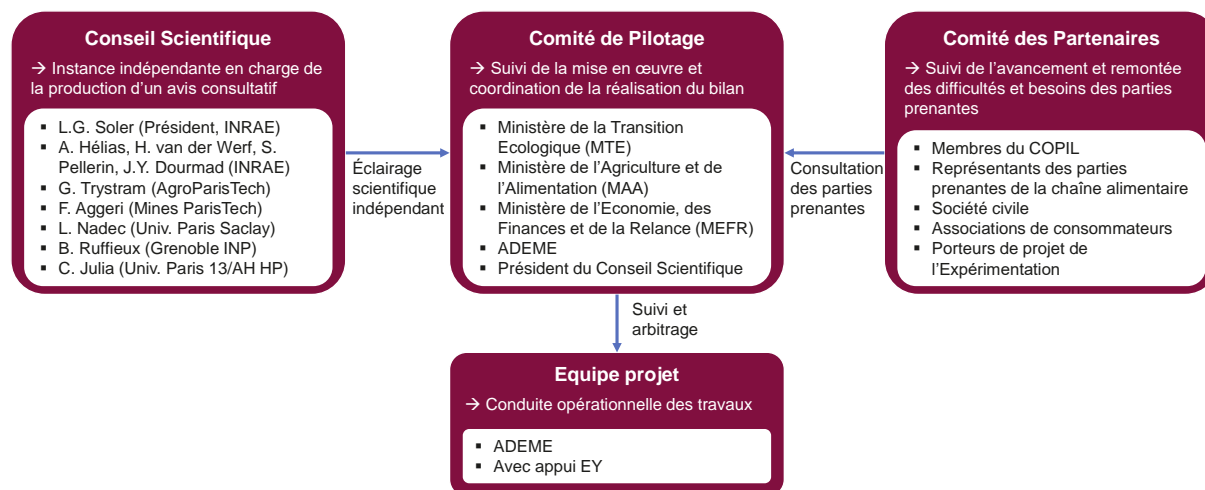 Conseil Scientifique
→ Instance indépendante en charge de
la production d'un avis consultatif
▪ L.G. Soler (Président, INRAE)
▪ A. Hélias, H. van der Werf, S.
Pellerin, J.Y. Dourmad (INRAE)
▪ G. Trystram (AgroParisTech)
▪ F. Aggeri (Mines ParisTech)
▪ L. Nadec (Univ. Paris Saclay)
▪ B. Ruffieux (Grenoble INP)
▪ C. Julia (Univ. Paris 13/AH HP)
Éclairage
scientifique
indépendant
Comité de Pilotage
→ Suivi de la mise en œuvre et
coordination de la réalisation du bilan
▪ Ministère de la Transition
Ecologique (MTE)
▪ Ministère de l'Agriculture et de
l'Alimentation (MAA)
▪ Ministère de l'Economie, des
Finances et de la Relance (MEFR)
▪ ADEME
▪ Président du Conseil Scientifique
Consultation
des parties
prenantes
Comité des Partenaires
→ Suivi de l'avancement et remontée
des difficultés et besoins des parties
prenantes
▪ Membres du COPIL
▪ Représentants des parties
prenantes de la chaîne alimentaire
▪ Société civile
▪ Associations de consommateurs
▪ Porteurs de projet de
l'Expérimentation
Suivi et
arbitrage
Equipe projet
→ Conduite opérationnelle des travaux
▪ ADEME
▪ Avec appui EY